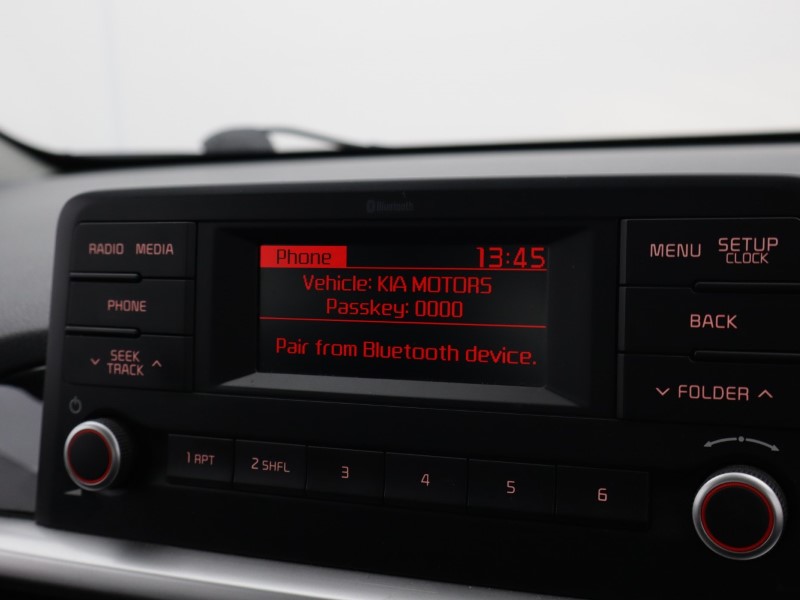 Bluetooth
RADIO MEDIA
PHONE
SEEK
TRACK
Phone 13:45
Vehicle: KIA MOTORS
Passkey: 0000
Pair from Bluetooth device.
MENU SETUP
CLOCK
BACK
FOLDER
1 RPT 2 SHFL 3 4 5 6